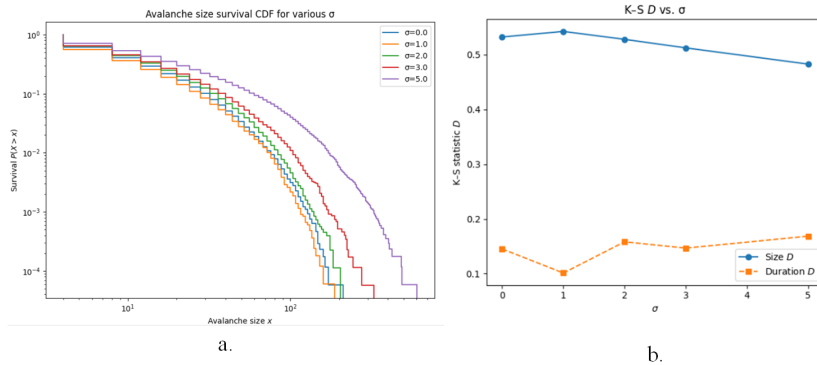 Avalanche size survival CDF for various σ
10⁰
10⁻¹
10⁻²
10⁻³
10⁻⁴
Survival P(X > x)
σ=0.0
σ=1.0
σ=2.0
σ=3.0
σ=5.0
10¹
10²
Avalanche size x
a.
K–S D vs. σ
0.5
0.4
0.3
0.2
0.1
K–S statistic D
Size D
Duration D
0 1 2 3 4 5
σ
b.